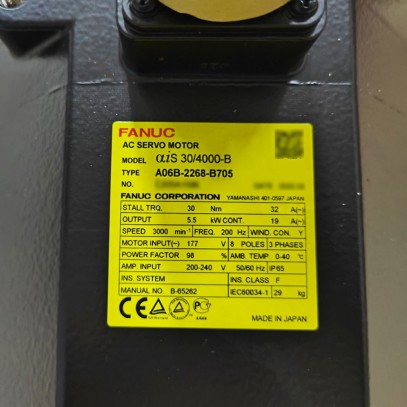 FANUC
AC SERVO MOTOR
MODEL αiS 30/4000-B
TYPE A06B-2268-B705
NO.
FANUC CORPORATION YAMANASHI 401-0597 JAPAN
STALL TRQ. 30 Nm 32 A(~)
OUTPUT 5.5 kW CONT. 19 A(~)
SPEED 3000 min⁻¹ FREQ. 200 Hz WIND. CON. Y
MOTOR INPUT(~) 177 V 8 POLES 3 PHASES
POWER FACTOR 98 % AMB. TEMP. 0-40 ℃
AMP. INPUT 200-240 V 50/60 Hz IP65
INS. SYSTEM INS. CLASS F
MANUAL NO. B-65262 IEC60034-1 29 kg
CE
MADE IN JAPAN